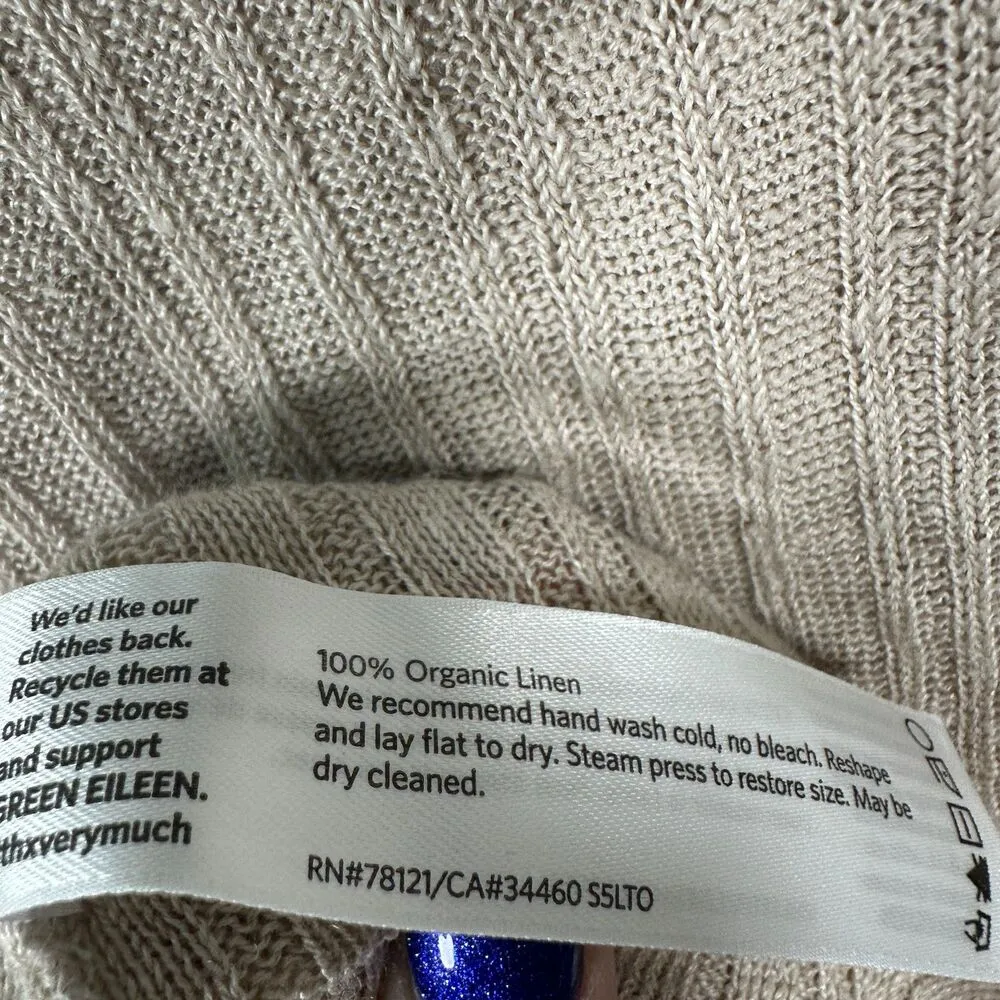 We'd like our
clothes back.
Recycle them at
our US stores
and support
GREEN EILEEN.
#thxverymuch
100% Organic Linen
We recommend hand wash cold, no bleach. Reshape
and lay flat to dry. Steam press to restore size. May be
dry cleaned.
RN#78121/CA#34460 S5LTO